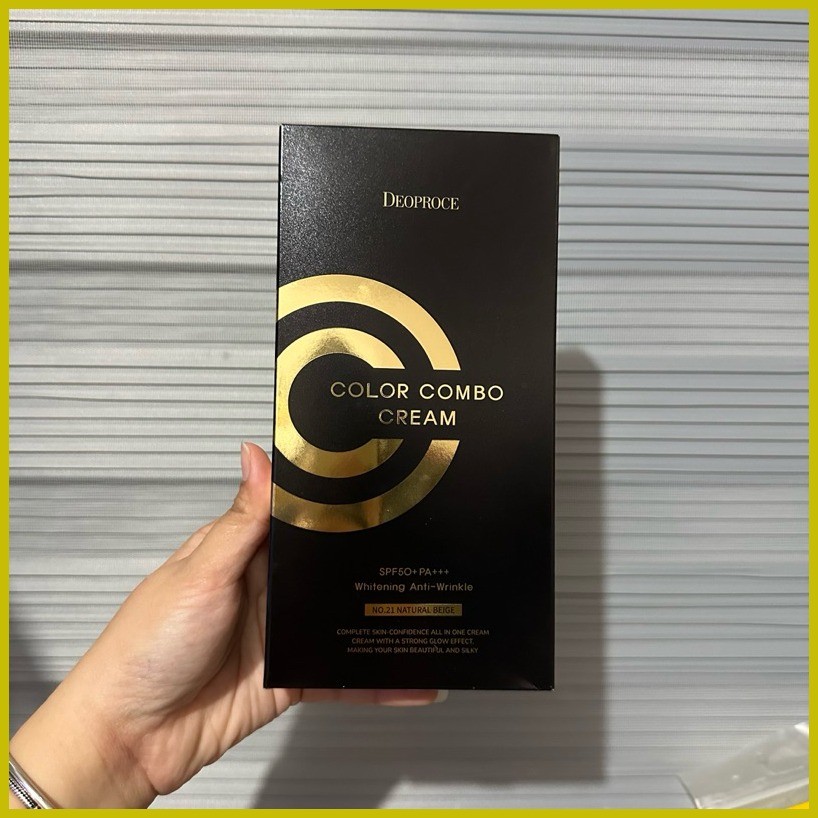 DEOPROCE
COLOR COMBO
CREAM
SPF50+ PA+++
Whitening Anti-Wrinkle
NO.21 NATURAL BEIGE
COMPLETE SKIN-CONFIDENCE ALL IN ONE CREAM
CREAM WITH A STRONG GLOW EFFECT,
MAKING YOUR SKIN BEAUTIFUL AND SILKY